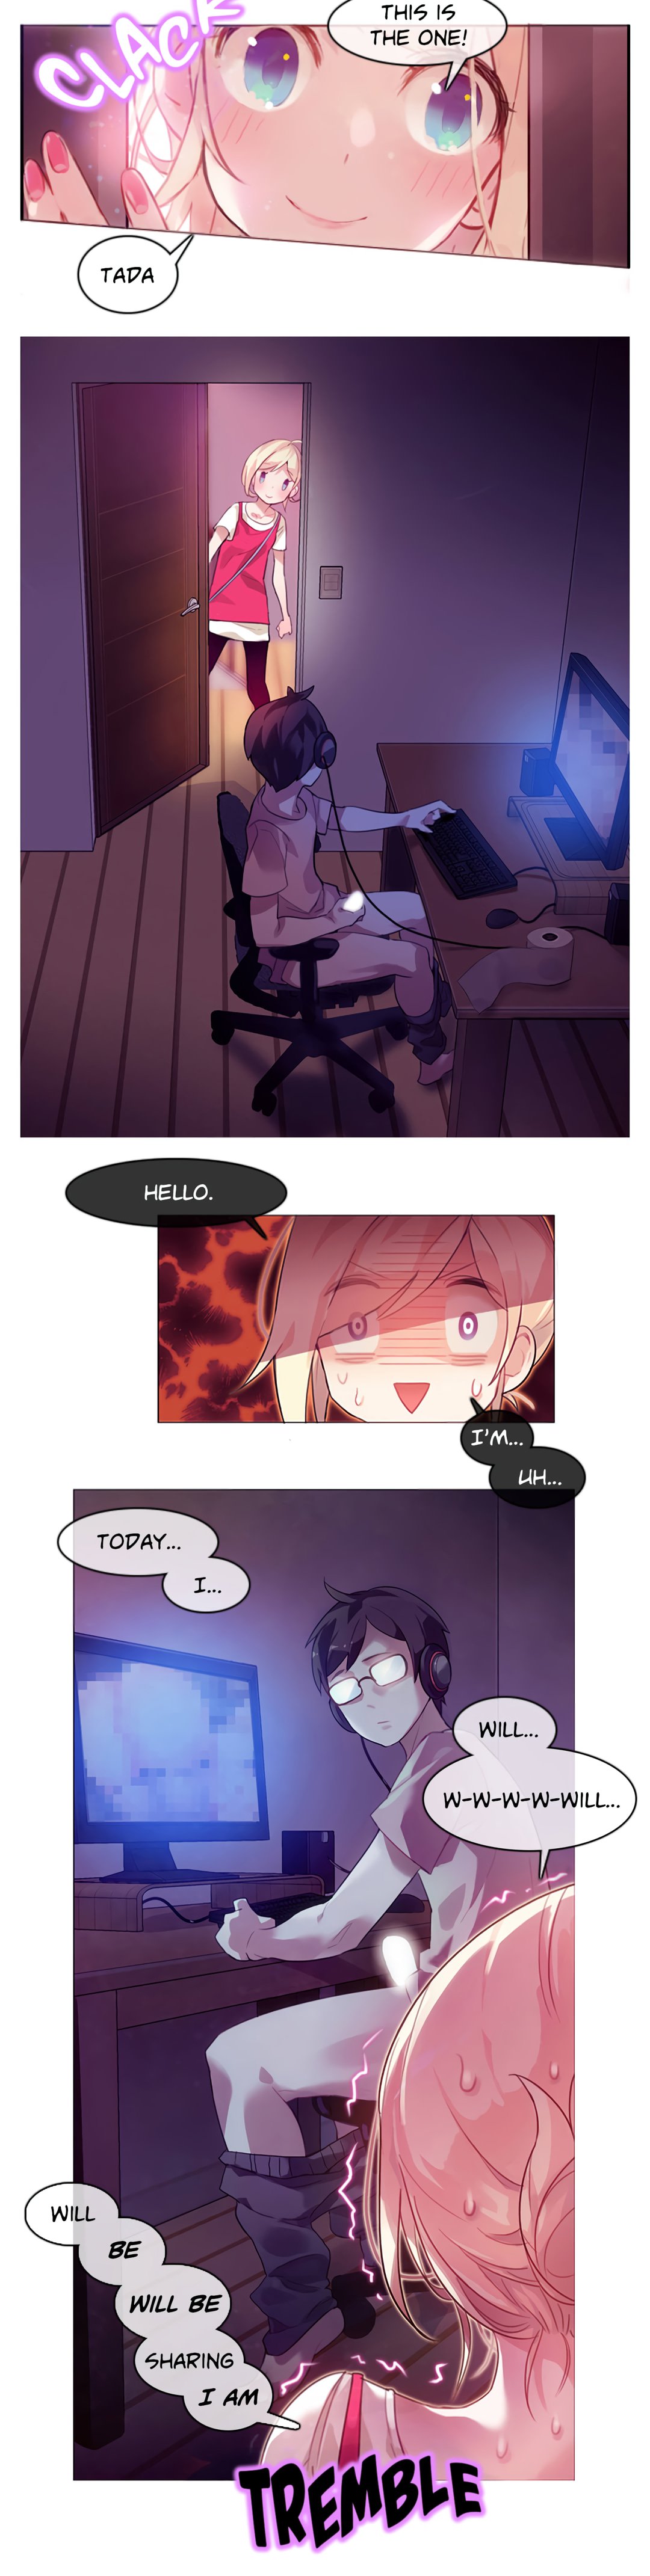 CLACK
THIS IS
THE ONE!
TADA
HELLO.
I'M...
UH...
TODAY...
I...
WILL...
W-W-W-W-WILL...
WILL
BE
WILL BE
SHARING
I AM
TREMBLE